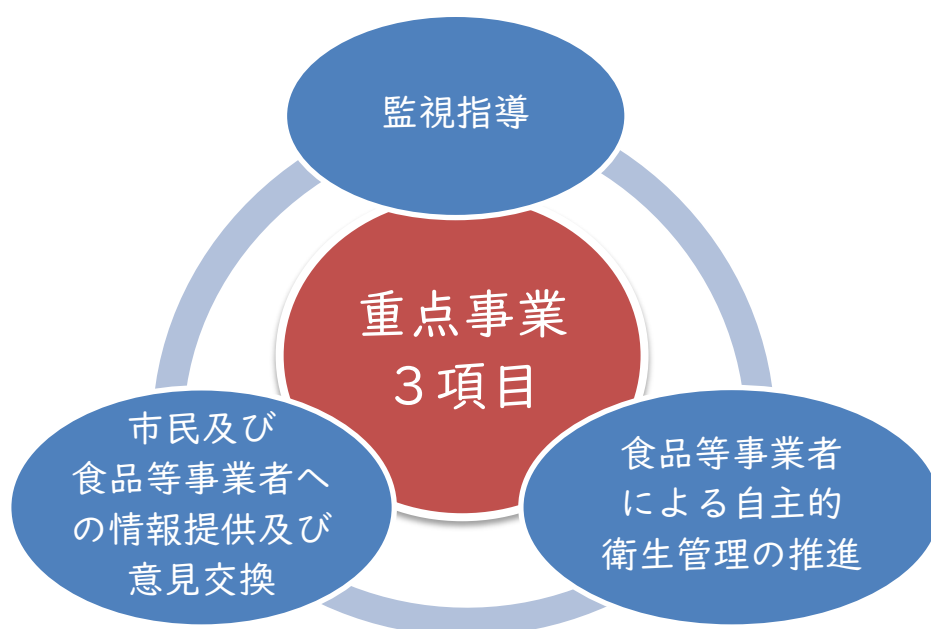 監視指導
重点事業
３項目
市民及び
食品等事業者へ
の情報提供及び
意見交換
食品等事業者
による自主的
衛生管理の推進